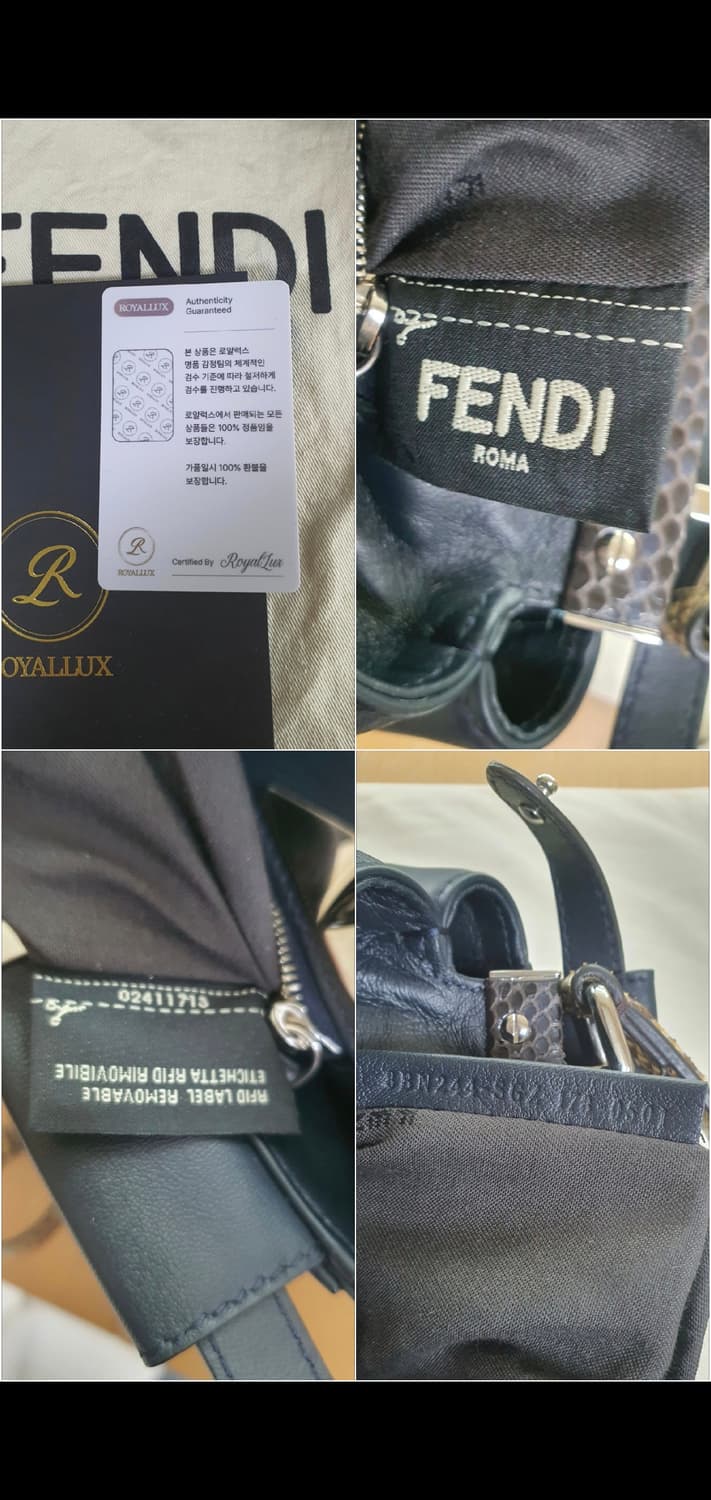 FENDI
ROYALLUX
Authenticity
Guaranteed
본 상품은 로얄럭스
명품 감정팀의 체계적인
검수 기준에 따라 철저하게
검수를 진행하고 있습니다.
로얄럭스에서 판매되는 모든
상품들은 100% 정품임을
보장합니다.
가품일시 100% 환불을
보장합니다.
R
ROYALLUX
Certified By RoyalLux
R
OYALLUX
FENDI
ROMA
02411715
RFID LABEL REMOVABLE
ETICHETTA RFID RIMOVIBILE